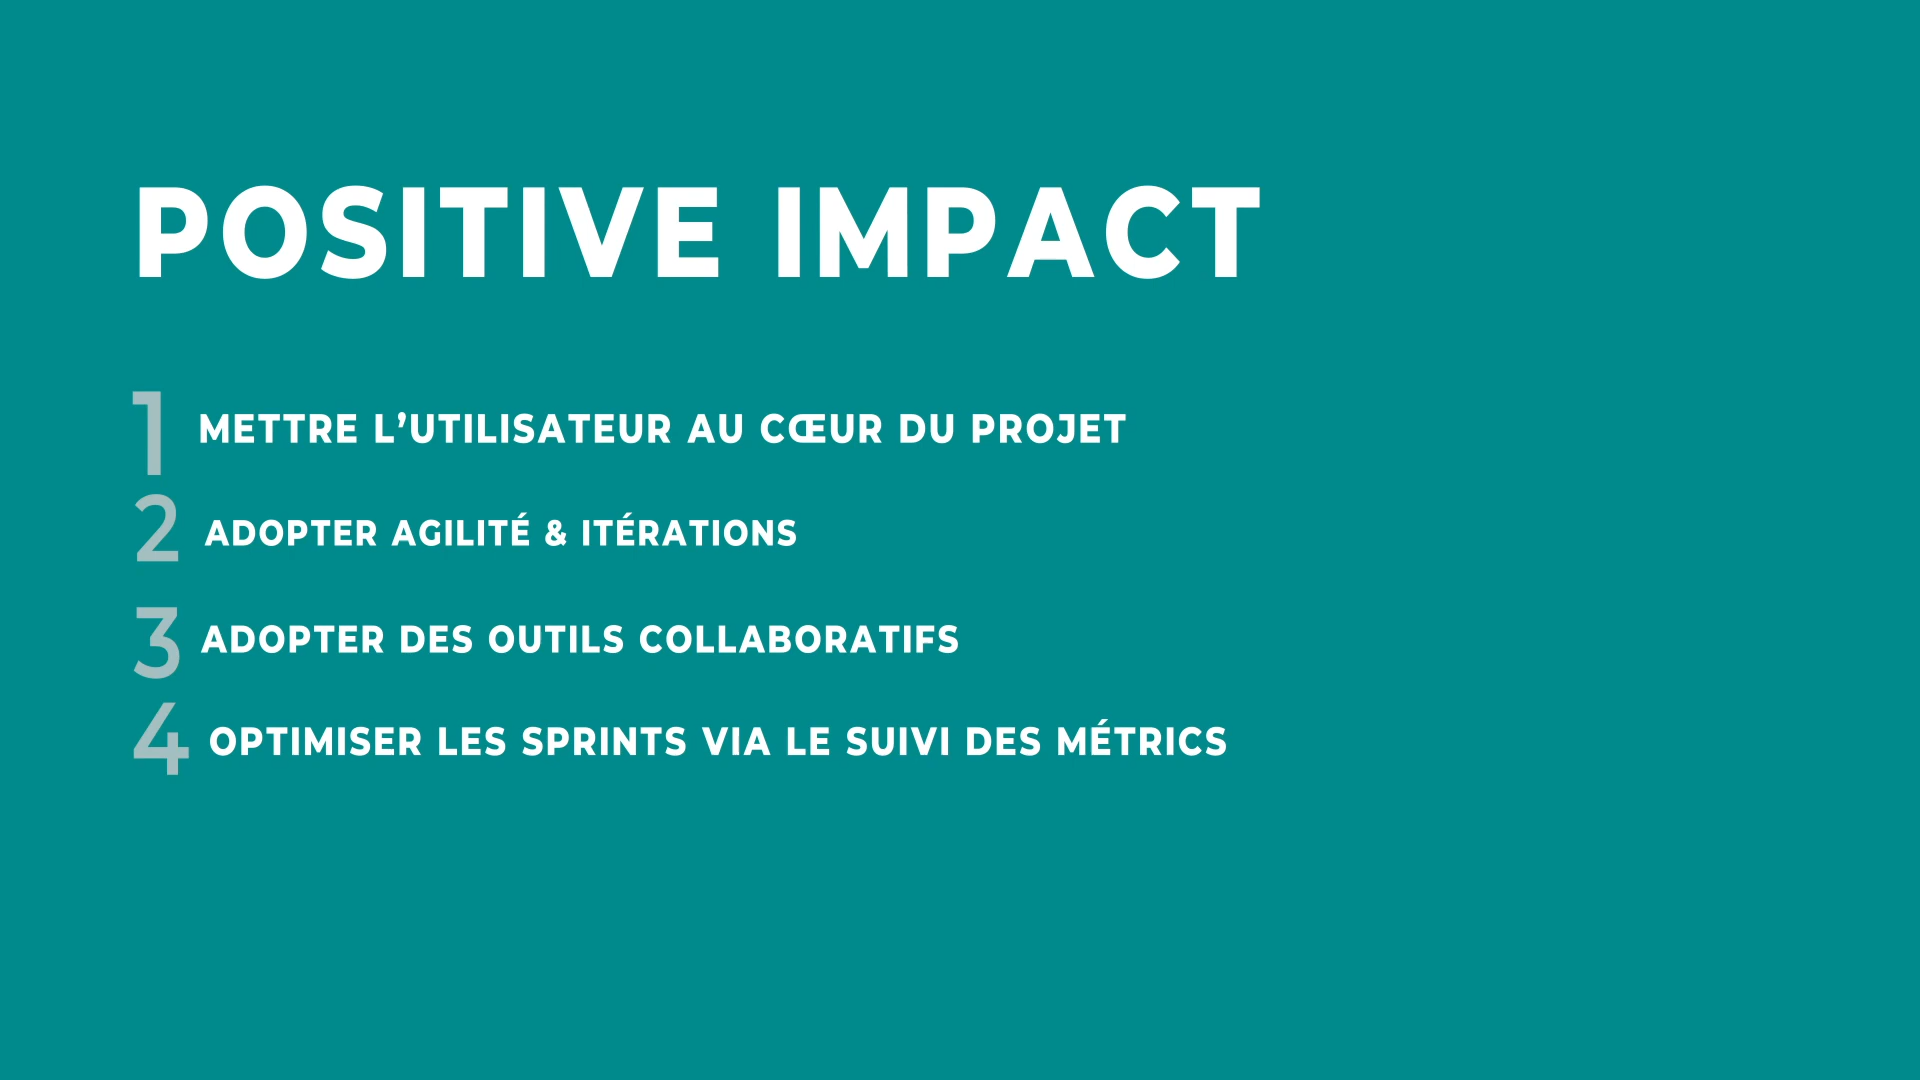 POSITIVE IMPACT
1 METTRE L’UTILISATEUR AU CŒUR DU PROJET
2 ADOPTER AGILITÉ & ITÉRATIONS
3 ADOPTER DES OUTILS COLLABORATIFS
4 OPTIMISER LES SPRINTS VIA LE SUIVI DES MÉTRICS